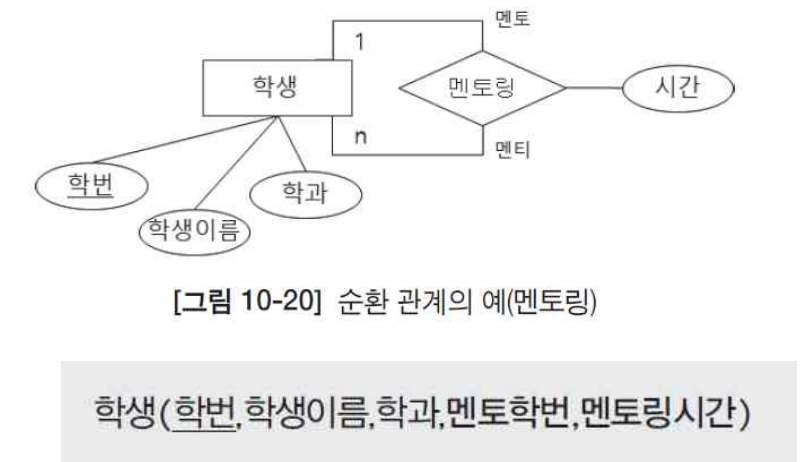 멘토
1
학생
멘토링
시간
n
멘티
학번
학과
학생이름
[그림 10-20] 순환 관계의 예(멘토링)
학생(학번,학생이름,학과,멘토학번,멘토링시간)